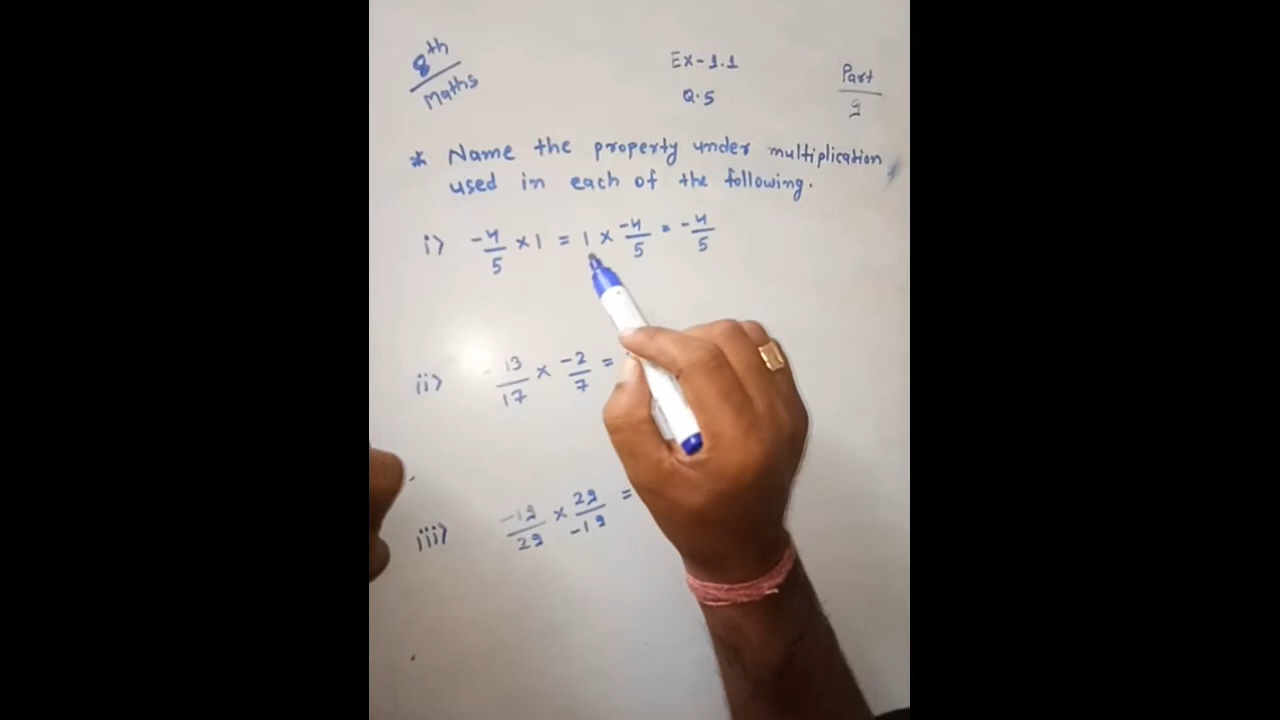 8th
Maths
Ex-1.1
Q.5
Part
9
* Name the property under multiplication
used in each of the following.
i) -4/5 × 1 = 1 × -4/5 = -4/5
ii) -13/17 × -2/7 =
iii) -19/29 × 29/-19 =